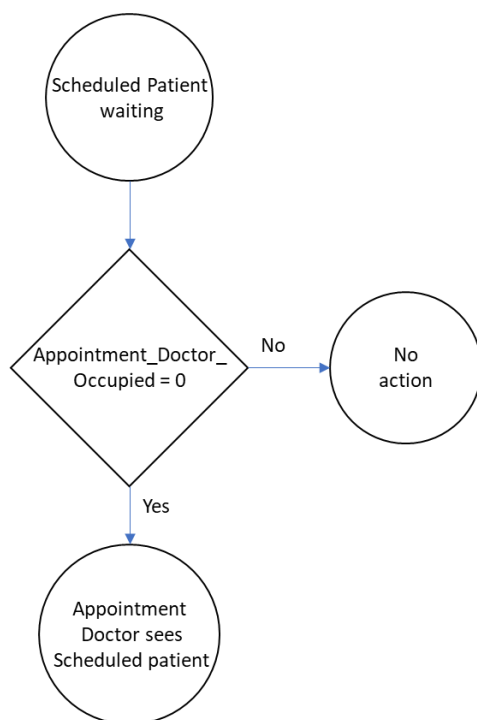 Scheduled Patient
waiting
Appointment_Doctor_
Occupied = 0
No
No
action
Yes
Appointment
Doctor sees
Scheduled patient